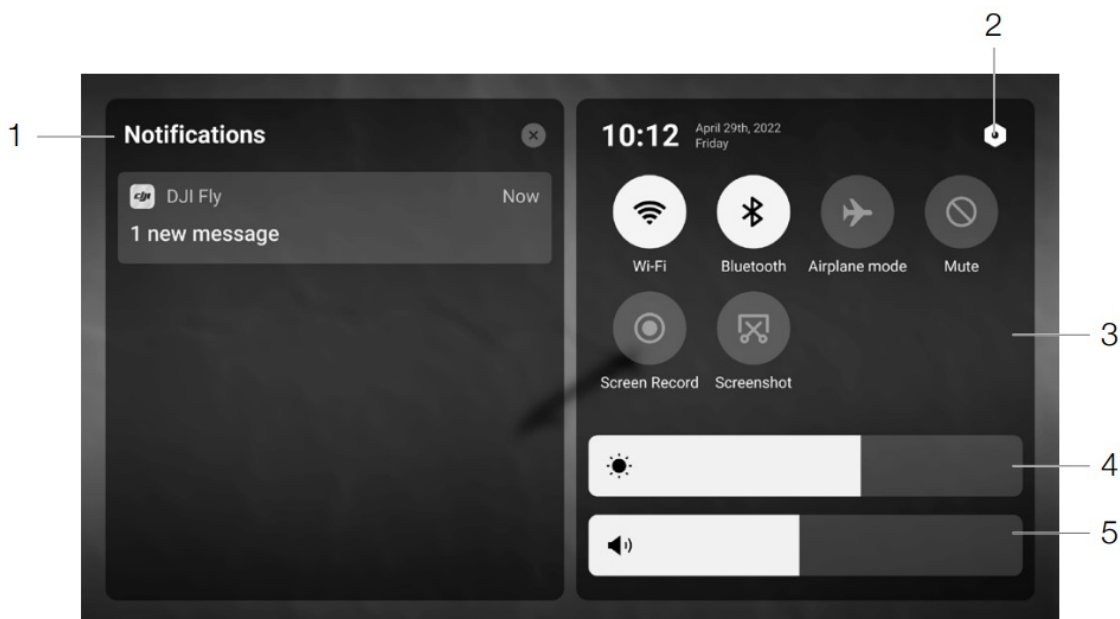 2
1
Notifications
DJI Fly
Now
1 new message
10:12
April 29th, 2022
Friday
Wi-Fi
Bluetooth
Airplane mode
Mute
3
Screen Record
Screenshot
4
5